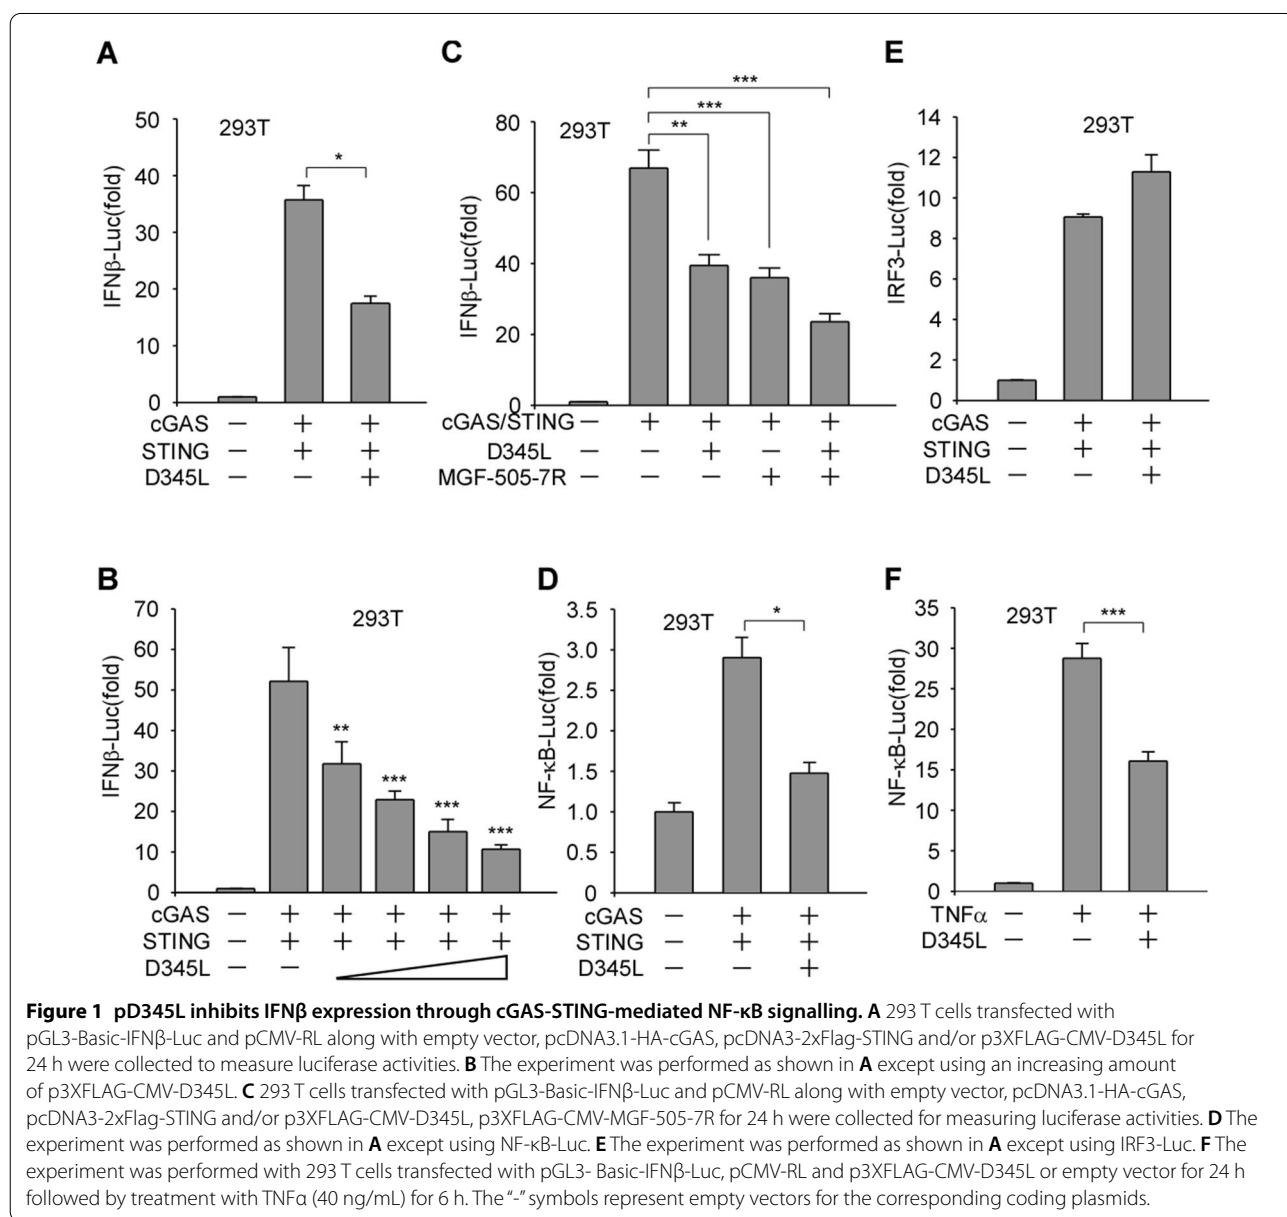 A
293T
IFNβ-Luc(fold)
50
40
30
20
10
0
*
cGAS — + +
STING — + +
D345L — — +
C
293T
IFNβ-Luc(fold)
80
60
40
20
0
***
***
**
cGAS/STING — + + + +
D345L — — + — +
MGF-505-7R — — — + +
E
293T
IRF3-Luc(fold)
14
12
10
8
6
4
2
0
cGAS — + +
STING — + +
D345L — — +
B
293T
IFNβ-Luc(fold)
70
60
50
40
30
20
10
0
**
***
***
***
cGAS — + + + + +
STING — + + + + +
D345L — —
D
293T
NF-κB-Luc(fold)
3.5
3.0
2.5
2.0
1.5
1.0
0.5
0
*
cGAS — + +
STING — + +
D345L — — +
F
293T
NF-κB-Luc(fold)
35
30
25
20
15
10
5
0
***
TNFα — + +
D345L — — +
Figure 1 pD345L inhibits IFNβ expression through cGAS-STING-mediated NF-κB signalling. A 293 T cells transfected with
pGL3-Basic-IFNβ-Luc and pCMV-RL along with empty vector, pcDNA3.1-HA-cGAS, pcDNA3-2xFlag-STING and/or p3XFLAG-CMV-D345L for
24 h were collected to measure luciferase activities. B The experiment was performed as shown in A except using an increasing amount
of p3XFLAG-CMV-D345L. C 293 T cells transfected with pGL3-Basic-IFNβ-Luc and pCMV-RL along with empty vector, pcDNA3.1-HA-cGAS,
pcDNA3-2xFlag-STING and/or p3XFLAG-CMV-D345L, p3XFLAG-CMV-MGF-505-7R for 24 h were collected for measuring luciferase activities. D The
experiment was performed as shown in A except using NF-κB-Luc. E The experiment was performed as shown in A except using IRF3-Luc. F The
experiment was performed with 293 T cells transfected with pGL3- Basic-IFNβ-Luc, pCMV-RL and p3XFLAG-CMV-D345L or empty vector for 24 h
followed by treatment with TNFα (40 ng/mL) for 6 h. The “-” symbols represent empty vectors for the corresponding coding plasmids.